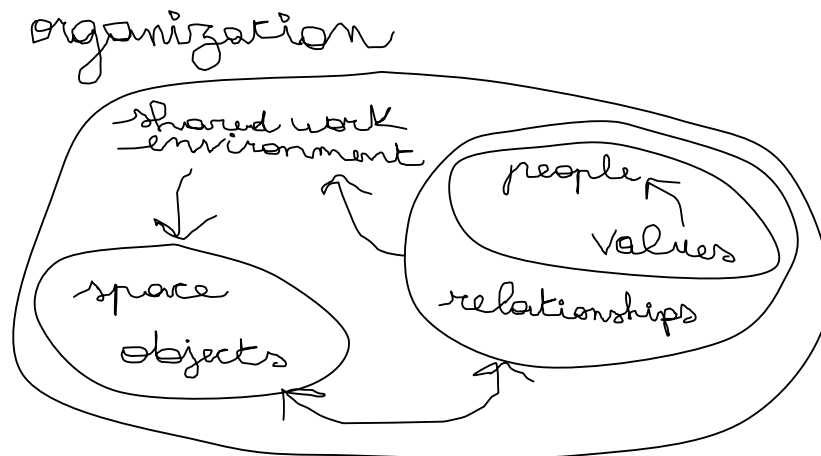 organization
shared work
environment
people
values
relationships
space
objects